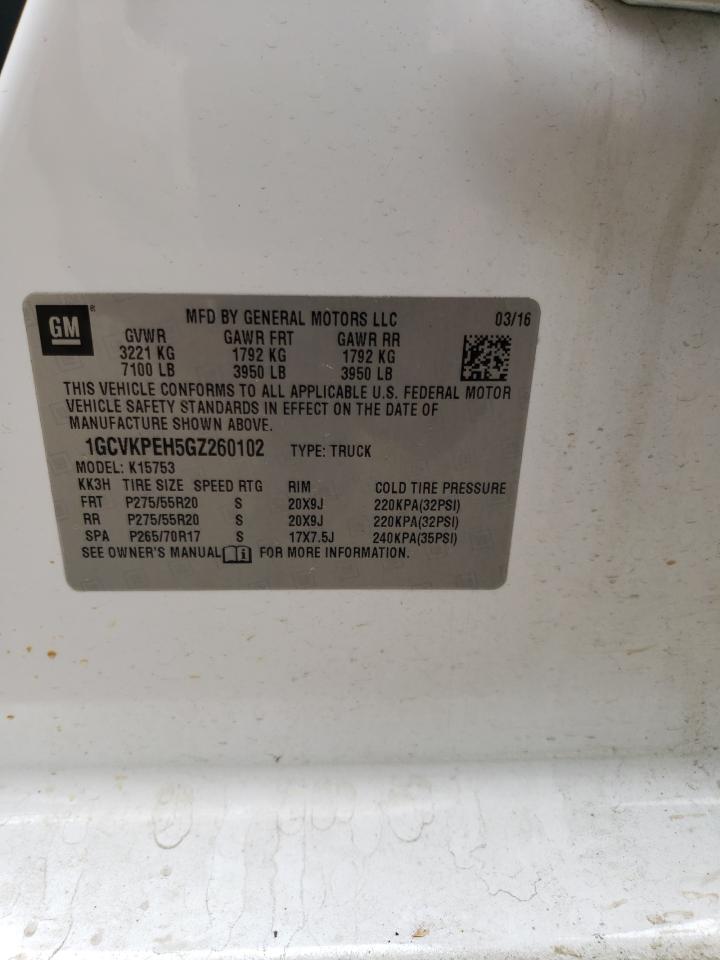 GM ® MFD BY GENERAL MOTORS LLC 03/16
GVWR GAWR FRT GAWR RR
3221 KG 1792 KG 1792 KG
7100 LB 3950 LB 3950 LB
THIS VEHICLE CONFORMS TO ALL APPLICABLE U.S. FEDERAL MOTOR
VEHICLE SAFETY STANDARDS IN EFFECT ON THE DATE OF
MANUFACTURE SHOWN ABOVE.
1GCVKPEH5GZ260102 TYPE: TRUCK
MODEL: K15753
KK3H TIRE SIZE SPEED RTG RIM COLD TIRE PRESSURE
FRT P275/55R20 S 20X9J 220KPA(32PSI)
RR P275/55R20 S 20X9J 220KPA(32PSI)
SPA P265/70R17 S 17X7.5J 240KPA(35PSI)
SEE OWNER'S MANUAL FOR MORE INFORMATION.